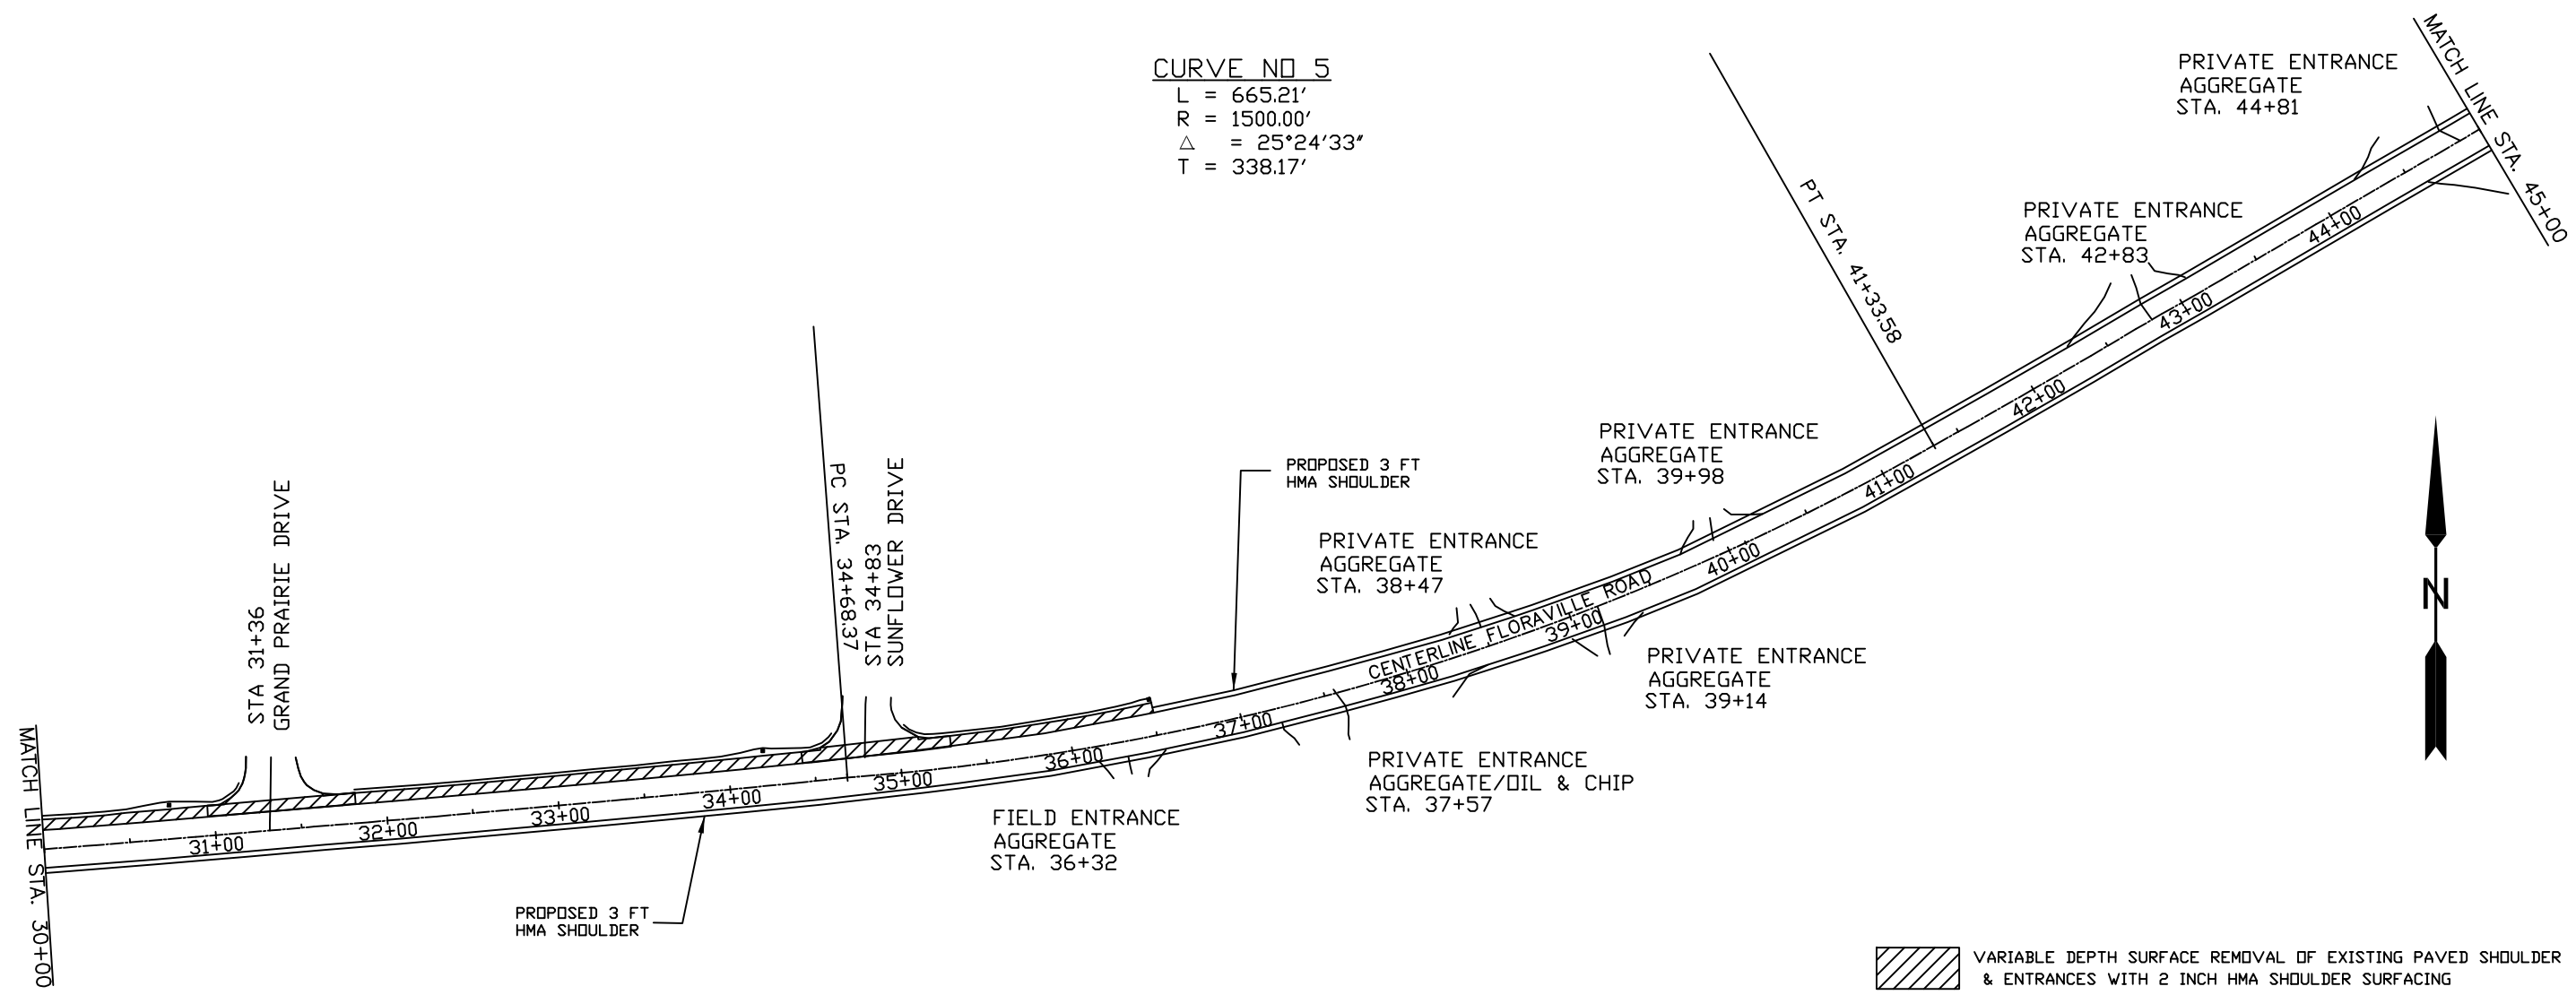 CURVE NO 5
L = 665.21'
R = 1500.00'
△ = 25°24'33"
T = 338.17'
MATCH LINE STA. 30+00
STA 31+36
GRAND PRAIRIE DRIVE
PC STA. 34+68.37
STA 34+83
SUNFLOWER DRIVE
PROPOSED 3 FT
HMA SHOULDER
PROPOSED 3 FT
HMA SHOULDER
31+00
32+00
33+00
34+00
35+00
36+00
37+00
38+00
39+00
40+00
41+00
42+00
43+00
44+00
CENTERLINE FLORAVILLE ROAD
FIELD ENTRANCE
AGGREGATE
STA. 36+32
PRIVATE ENTRANCE
AGGREGATE/OIL & CHIP
STA. 37+57
PRIVATE ENTRANCE
AGGREGATE
STA. 38+47
PRIVATE ENTRANCE
AGGREGATE
STA. 39+14
PRIVATE ENTRANCE
AGGREGATE
STA. 39+98
PT STA. 41+33.58
PRIVATE ENTRANCE
AGGREGATE
STA. 42+83
PRIVATE ENTRANCE
AGGREGATE
STA. 44+81
MATCH LINE STA. 45+00
N
VARIABLE DEPTH SURFACE REMOVAL OF EXISTING PAVED SHOULDER
& ENTRANCES WITH 2 INCH HMA SHOULDER SURFACING